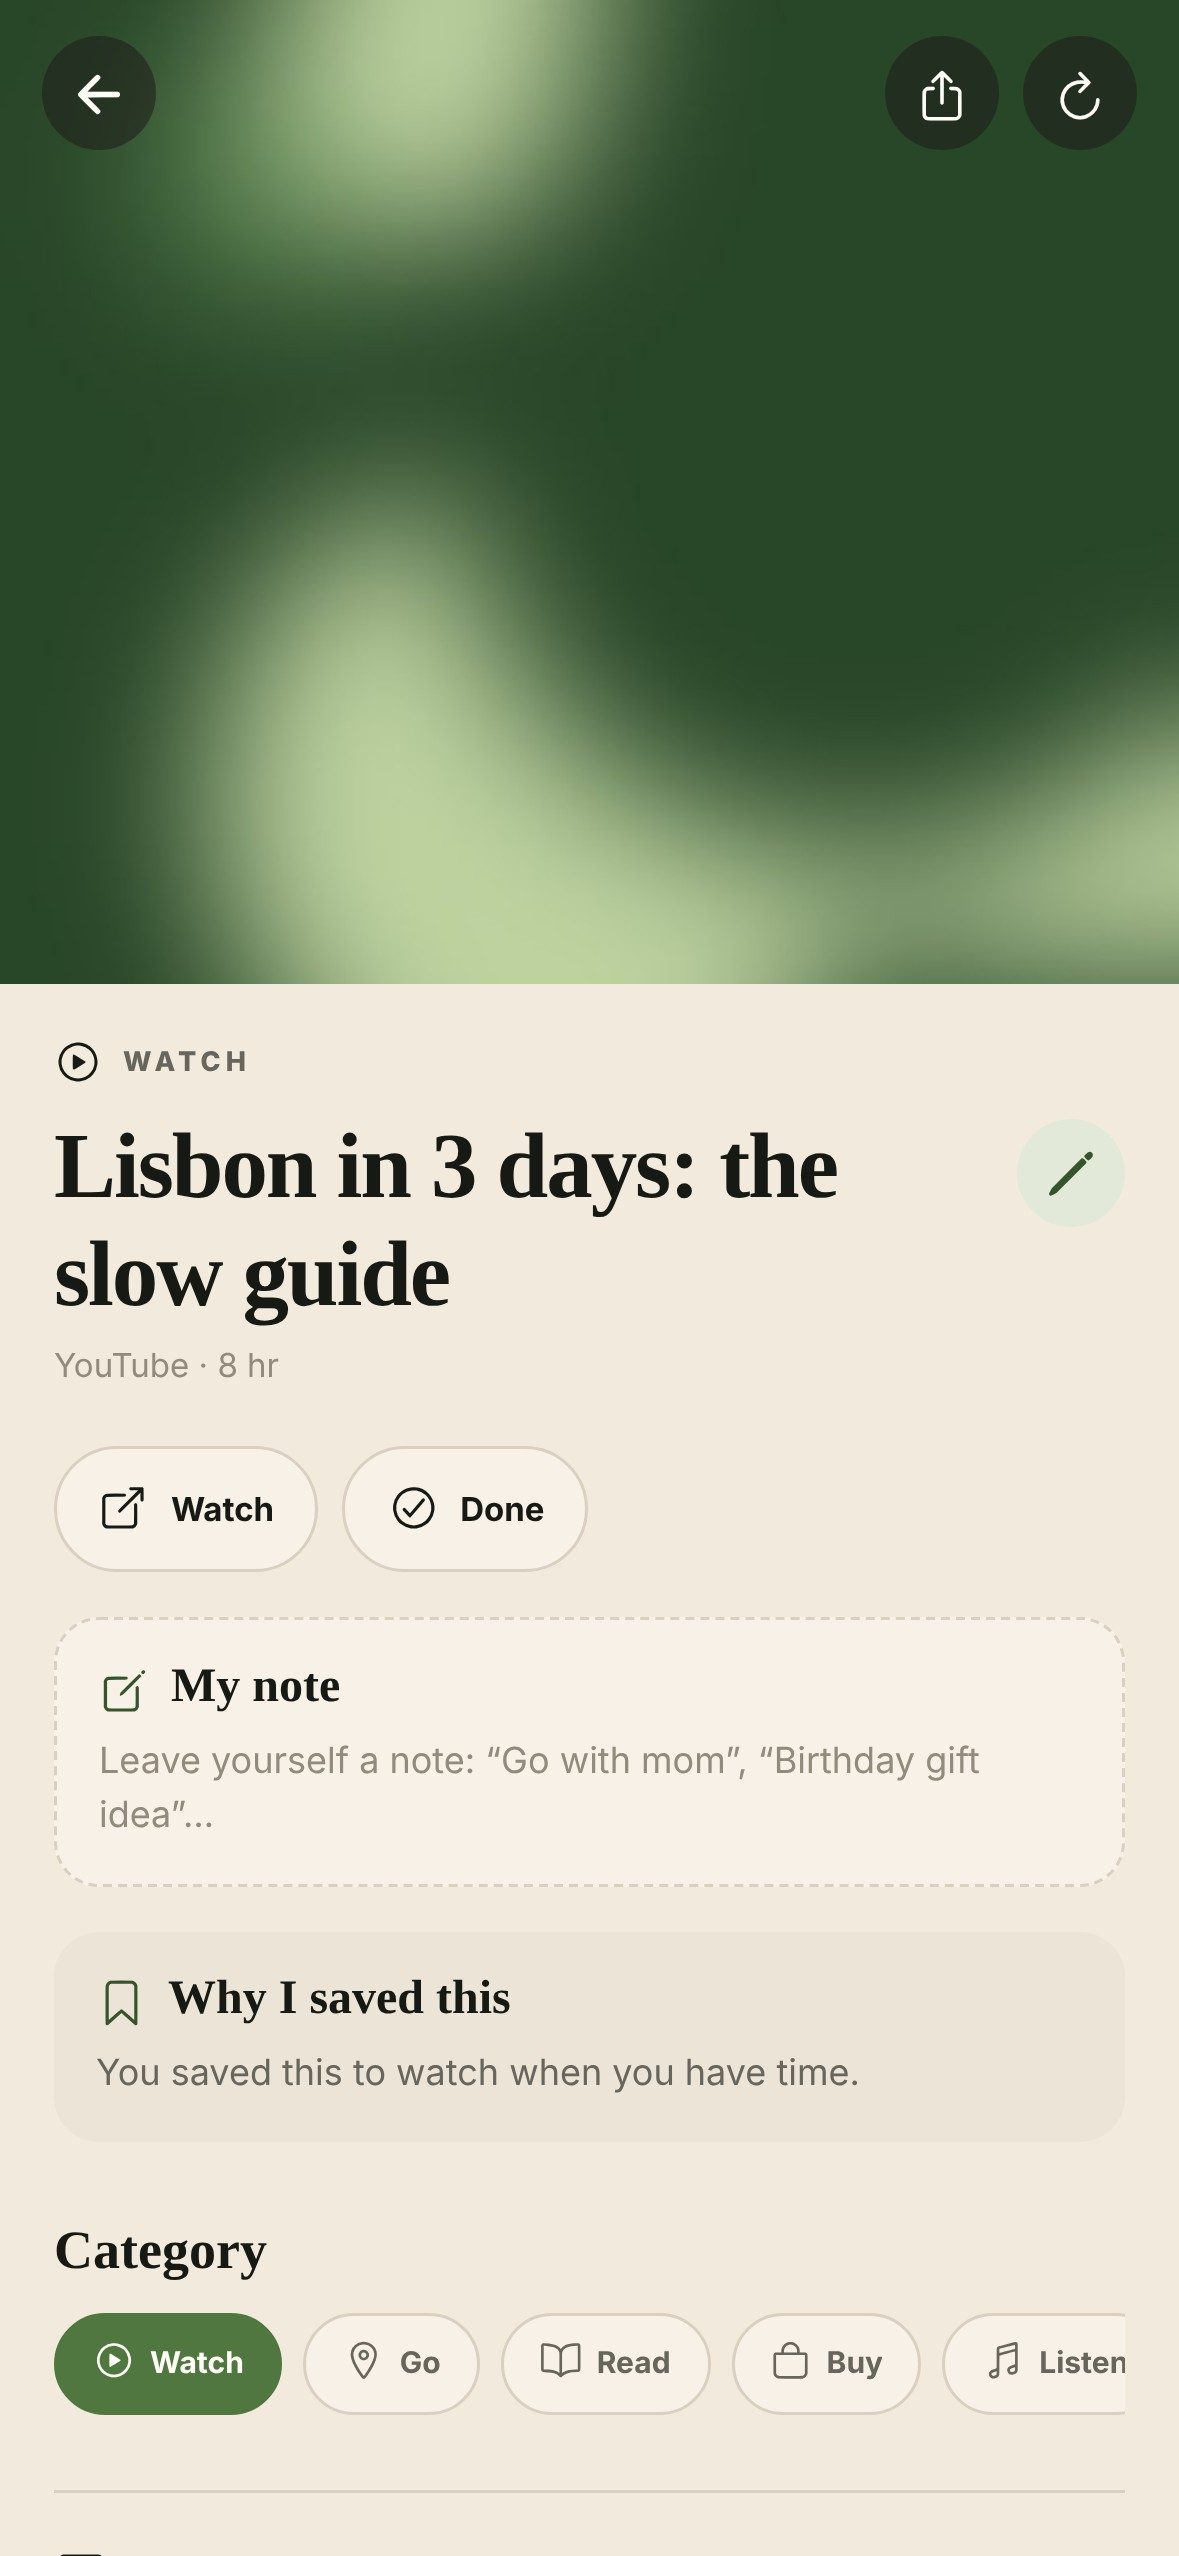 WATCH
Lisbon in 3 days: the
slow guide
YouTube · 8 hr
Watch
Done
My note
Leave yourself a note: “Go with mom”, “Birthday gift
idea”...
Why I saved this
You saved this to watch when you have time.
Category
Watch
Go
Read
Buy
Listen